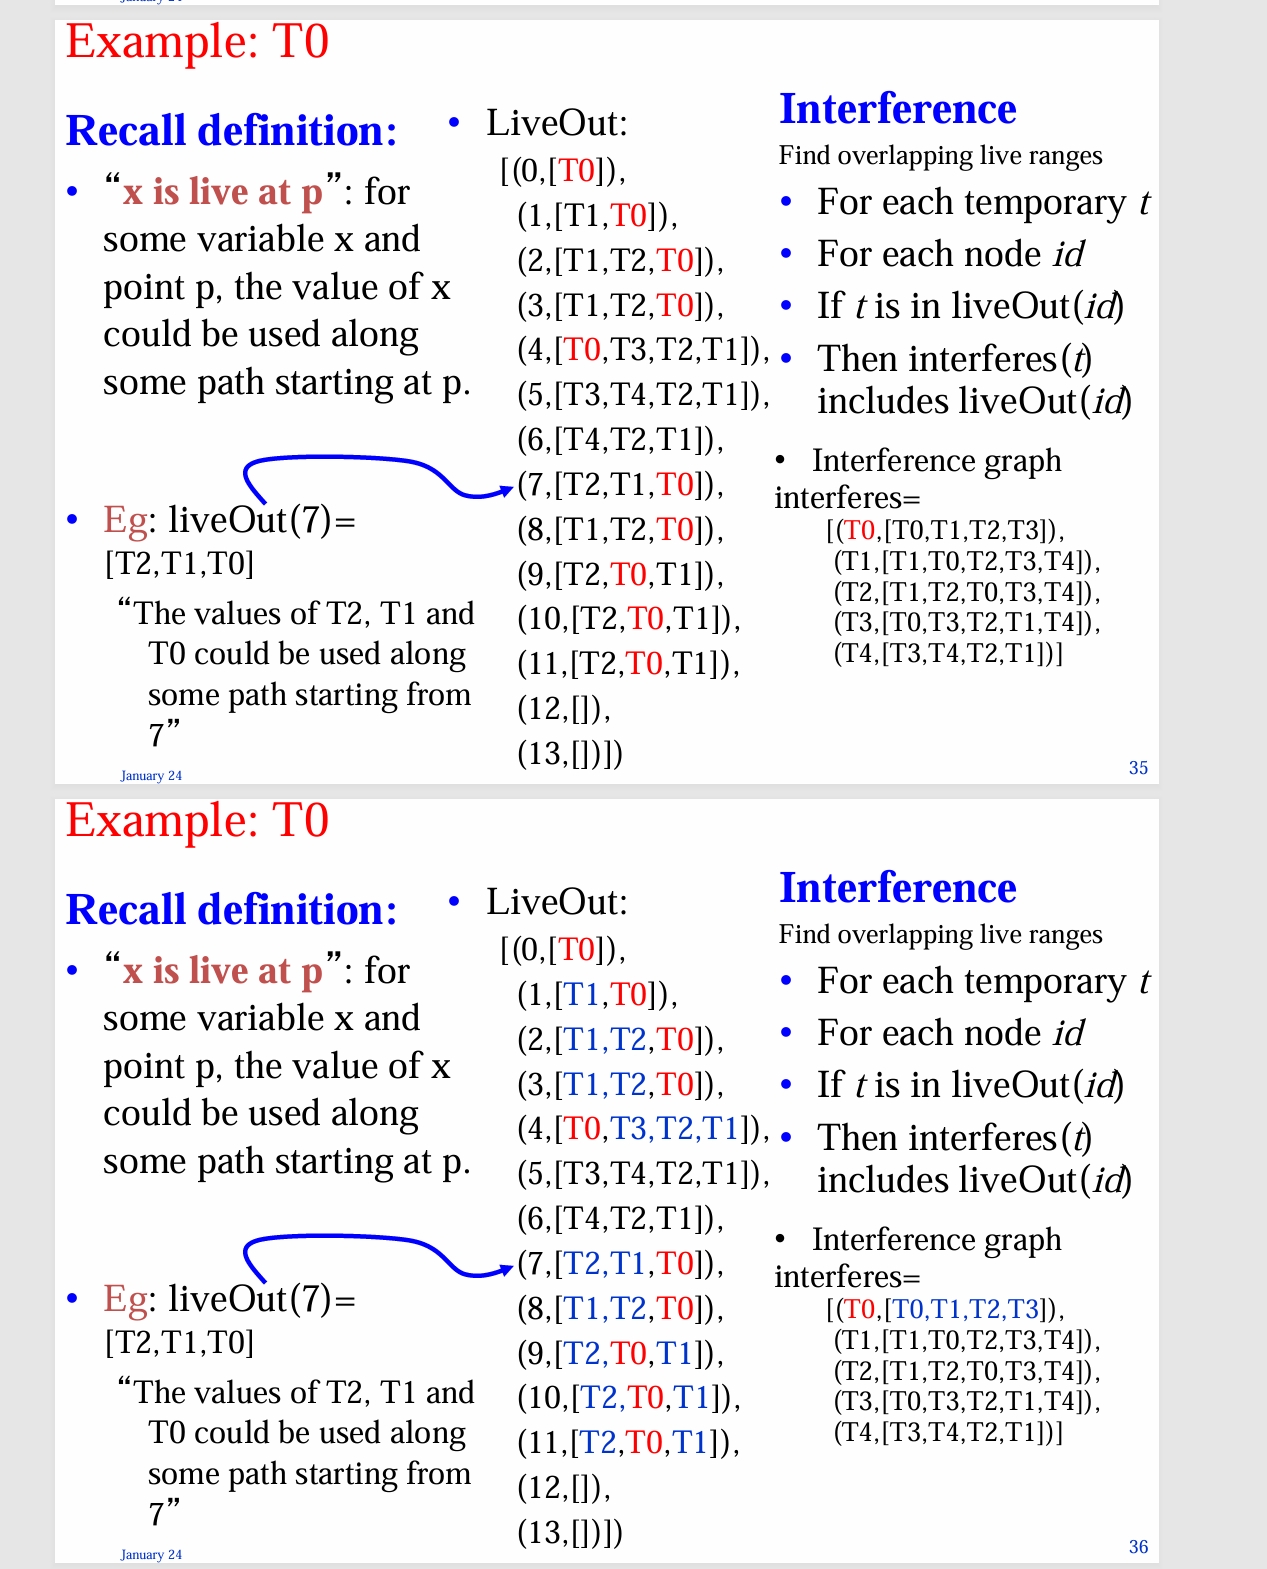 January 24
Example: T0
Recall definition:
• “x is live at p”: for
some variable x and
point p, the value of x
could be used along
some path starting at p.
• Eg: liveOut(7)=
[T2,T1,T0]
“The values of T2, T1 and
T0 could be used along
some path starting from
7”
January 24
• LiveOut:
[(0,[T0]),
(1,[T1,T0]),
(2,[T1,T2,T0]),
(3,[T1,T2,T0]),
(4,[T0,T3,T2,T1]),
(5,[T3,T4,T2,T1]),
(6,[T4,T2,T1]),
(7,[T2,T1,T0]),
(8,[T1,T2,T0]),
(9,[T2,T0,T1]),
(10,[T2,T0,T1]),
(11,[T2,T0,T1]),
(12,[]),
(13,[])])
Interference
Find overlapping live ranges
• For each temporary t
• For each node id
• If t is in liveOut(id)
• Then interferes(t)
includes liveOut(id)
• Interference graph
interferes=
[(T0,[T0,T1,T2,T3]),
(T1,[T1,T0,T2,T3,T4]),
(T2,[T1,T2,T0,T3,T4]),
(T3,[T0,T3,T2,T1,T4]),
(T4,[T3,T4,T2,T1])]
35
Example: T0
Recall definition:
• “x is live at p”: for
some variable x and
point p, the value of x
could be used along
some path starting at p.
• Eg: liveOut(7)=
[T2,T1,T0]
“The values of T2, T1 and
T0 could be used along
some path starting from
7”
January 24
• LiveOut:
[(0,[T0]),
(1,[T1,T0]),
(2,[T1,T2,T0]),
(3,[T1,T2,T0]),
(4,[T0,T3,T2,T1]),
(5,[T3,T4,T2,T1]),
(6,[T4,T2,T1]),
(7,[T2,T1,T0]),
(8,[T1,T2,T0]),
(9,[T2,T0,T1]),
(10,[T2,T0,T1]),
(11,[T2,T0,T1]),
(12,[]),
(13,[])])
Interference
Find overlapping live ranges
• For each temporary t
• For each node id
• If t is in liveOut(id)
• Then interferes(t)
includes liveOut(id)
• Interference graph
interferes=
[(T0,[T0,T1,T2,T3]),
(T1,[T1,T0,T2,T3,T4]),
(T2,[T1,T2,T0,T3,T4]),
(T3,[T0,T3,T2,T1,T4]),
(T4,[T3,T4,T2,T1])]
36